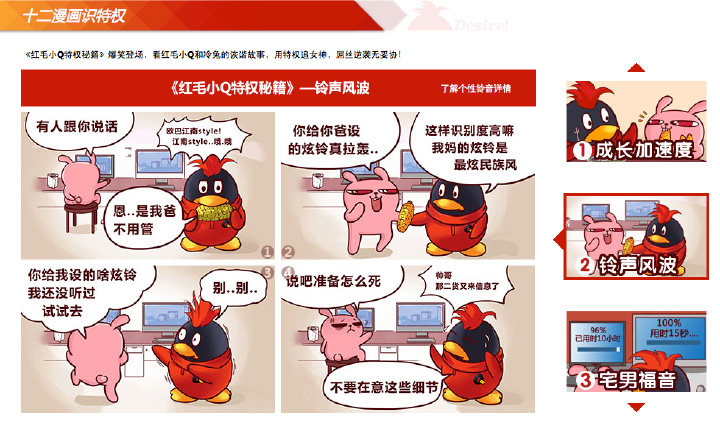 十二漫画识特权
Desire!
《红毛小Q特权秘籍》爆笑登场，看红毛小Q和冷兔的诙谐故事，用特权追女神，屌丝逆袭无妥协！
《红毛小Q特权秘籍》—铃声风波
了解个性铃音详情
有人跟你说话
欧巴江南style!
江南style..哦.哦
恩..是我爸
不用管
1
你给你爸设
的炫铃真拉轰..
这样识别度高嘛
我妈的炫铃是
最炫民族风
2
你给我设的啥炫铃
我还没听过
试试去
别..别..
3
说吧准备怎么死
帅哥
那二货又来信息了
不要在意这些细节
4
1 成长加速度
2 铃声风波
96%
已用时10小时
100%
用时15秒....
3 宅男福音